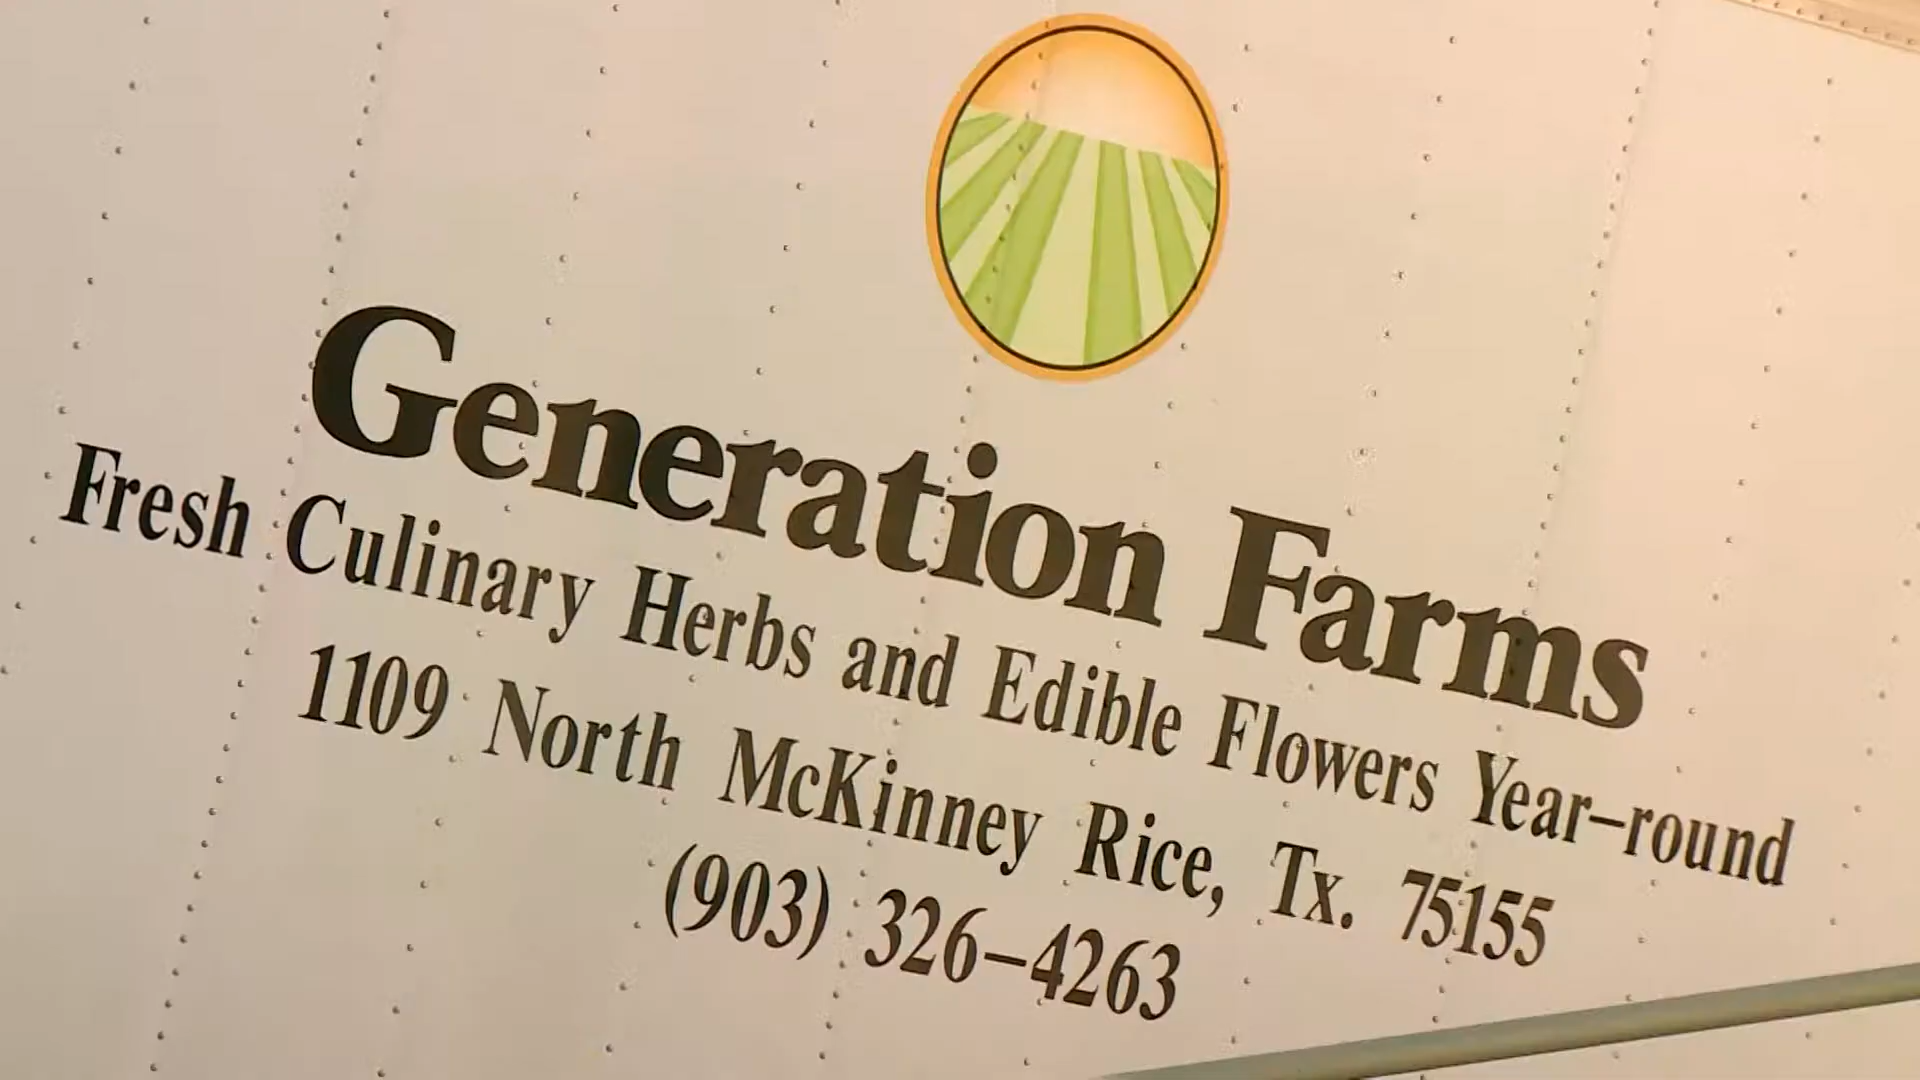 Generation Farms
Fresh Culinary Herbs and Edible Flowers Year-round
1109 North McKinney Rice, Tx. 75155
(903) 326-4263